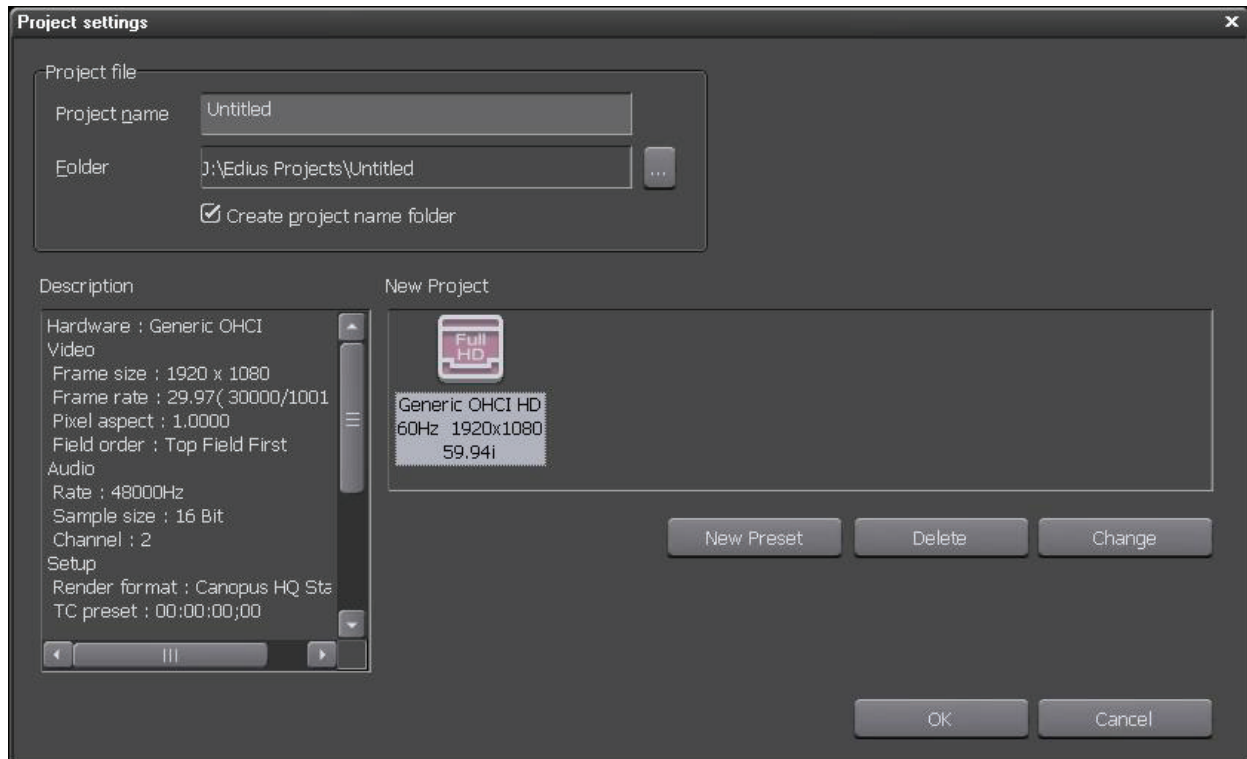 Project settings
Project file
Project name
Untitled
Folder
J:\Edius Projects\Untitled
...
Create project name folder
Description
Hardware : Generic OHCI
Video
Frame size : 1920 x 1080
Frame rate : 29.97( 30000/1001
Pixel aspect : 1.0000
Field order : Top Field First
Audio
Rate : 48000Hz
Sample size : 16 Bit
Channel : 2
Setup
Render format : Canopus HQ Sta
TC preset : 00:00:00;00
New Project
Full
HD
Generic OHCI HD
60Hz 1920x1080
59.94i
New Preset
Delete
Change
OK
Cancel